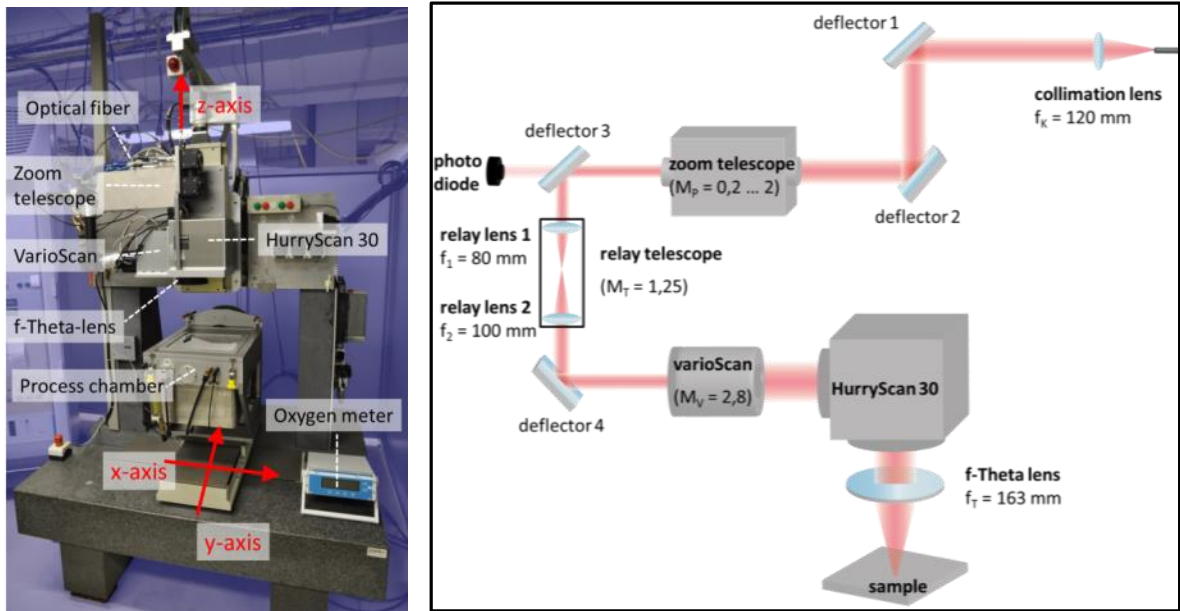 Optical fiber
z-axis
Zoom
telescope
VarioScan
HurryScan 30
f-Theta-lens
Process chamber
Oxygen meter
x-axis
y-axis
deflector 1
collimation lens
f_K = 120 mm
deflector 3
photo
diode
zoom telescope
(M_P = 0,2 ... 2)
deflector 2
relay lens 1
f_1 = 80 mm
relay telescope
(M_T = 1,25)
relay lens 2
f_2 = 100 mm
varioScan
(M_V = 2,8)
HurryScan 30
deflector 4
f-Theta lens
f_T = 163 mm
sample